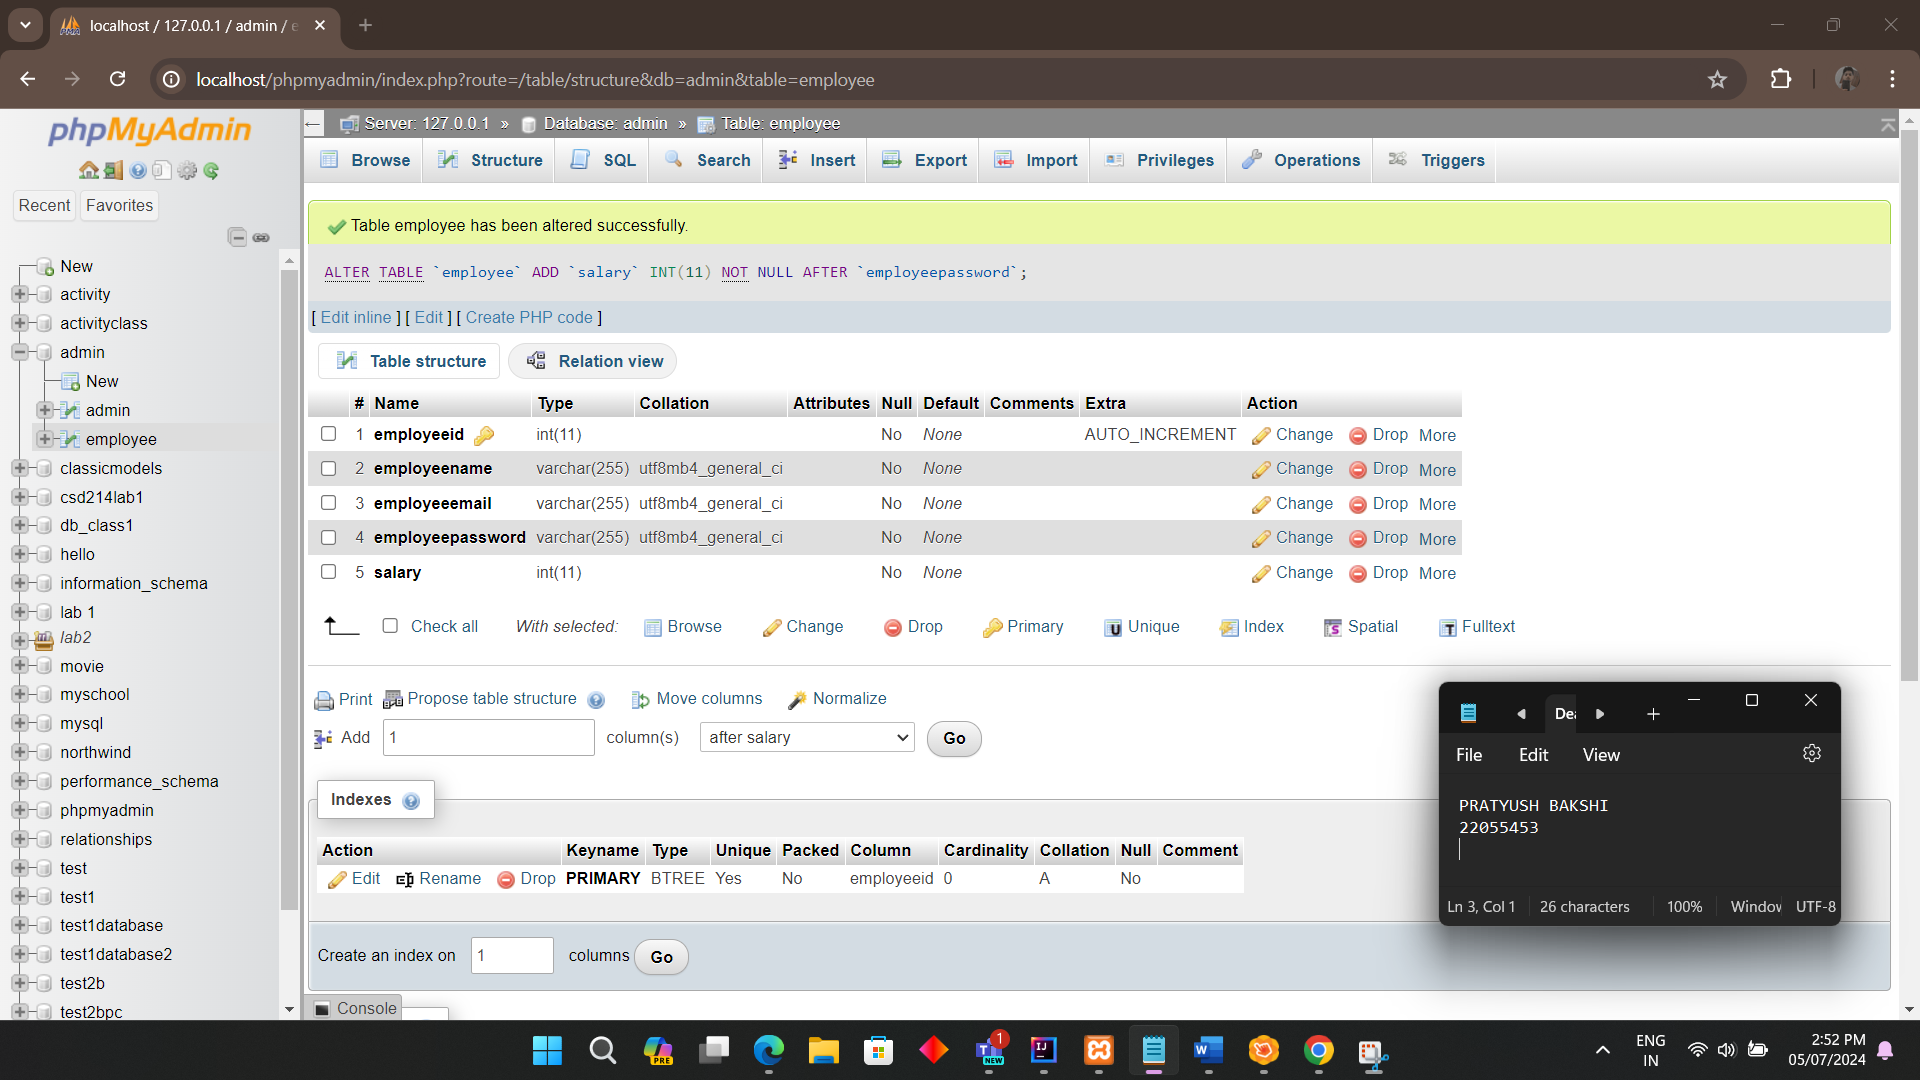 localhost / 127.0.0.1 / admin / e
localhost/phpmyadmin/index.php?route=/table/structure&db=admin&table=employee
phpMyAdmin
Recent Favorites
New
activity
activityclass
admin
New
admin
employee
classicmodels
csd214lab1
db_class1
hello
information_schema
lab 1
lab2
movie
myschool
mysql
northwind
performance_schema
phpmyadmin
relationships
test
test1
test1database
test1database2
test2b
test2bpc
Server: 127.0.0.1 » Database: admin » Table: employee
Browse Structure SQL Search Insert Export Import Privileges Operations Triggers
Table employee has been altered successfully.
ALTER TABLE `employee` ADD `salary` INT(11) NOT NULL AFTER `employeepassword`;
[ Edit inline ] [ Edit ] [ Create PHP code ]
Table structure Relation view
# Name Type Collation Attributes Null Default Comments Extra Action
1 employeeid int(11) No None AUTO_INCREMENT Change Drop More
2 employeename varchar(255) utf8mb4_general_ci No None Change Drop More
3 employeeemail varchar(255) utf8mb4_general_ci No None Change Drop More
4 employeepassword varchar(255) utf8mb4_general_ci No None Change Drop More
5 salary int(11) No None Change Drop More
Check all With selected: Browse Change Drop Primary Unique Index Spatial Fulltext
Print Propose table structure Move columns Normalize
Add 1 column(s) after salary Go
Indexes
Action Keyname Type Unique Packed Column Cardinality Collation Null Comment
Edit Rename Drop PRIMARY BTREE Yes No employeeid 0 A No
Create an index on 1 columns Go
Console
Dea
File Edit View
PRATYUSH BAKSHI
22055453
Ln 3, Col 1 26 characters 100% Window UTF-8
PRE
1
NEW
ENG
IN
2:52 PM
05/07/2024